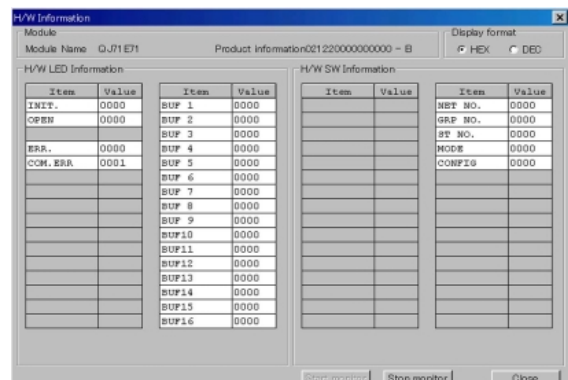 H/W Information
Module
Display format
Module Name QJ71E71
Product information021220000000000 - B
HEX
DEC
H/W LED Information
H/W SW Information
Item Value Item Value Item Value Item Value
INIT. 0000 BUF 1 0000 NET NO. 0000
OPEN 0000 BUF 2 0000 GRP NO. 0000
BUF 3 0000 ST NO. 0000
ERR. 0000 BUF 4 0000 MODE 0000
COM.ERR 0001 BUF 5 0000 CONFIG 0000
BUF 6 0000
BUF 7 0000
BUF 8 0000
BUF 9 0000
BUF10 0000
BUF11 0000
BUF12 0000
BUF13 0000
BUF14 0000
BUF15 0000
BUF16 0000
Start monitor Stop monitor Close